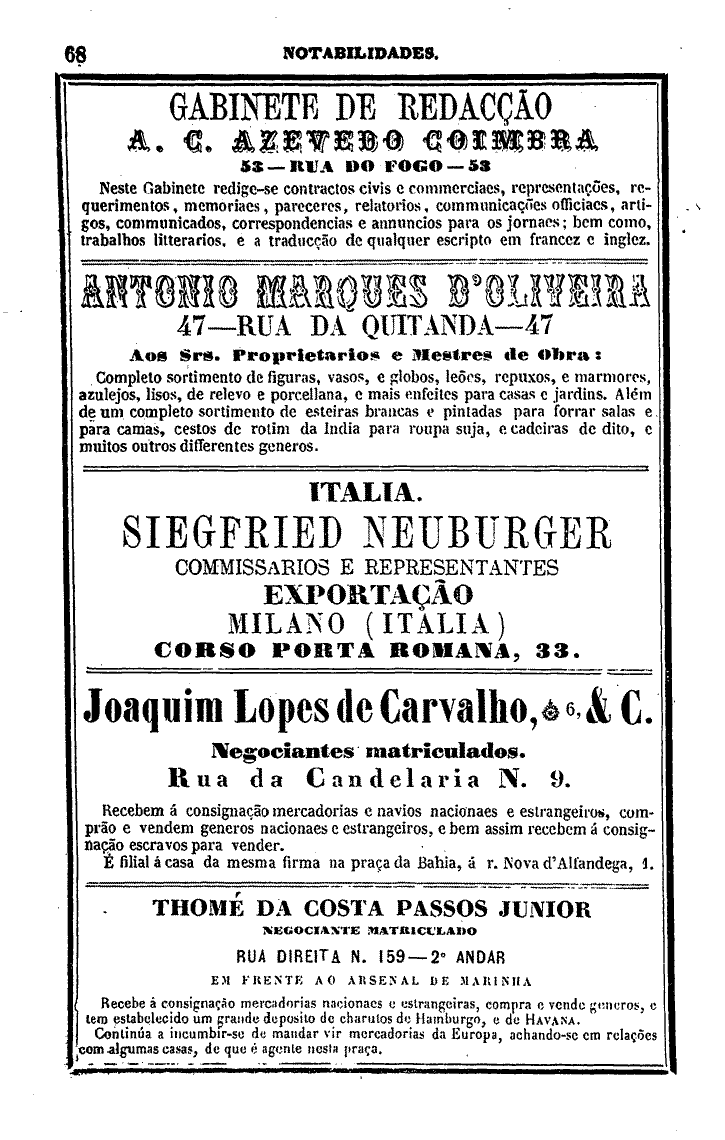 68
NOTABILIDADES.
GABINETE DE REDACÇÃO
A. C. AZEVEDO COIMBRA
53 — RUA DO FOGO — 53
Neste Gabinete redige-se contractos civis e commerciaes, representações, re-
querimentos, memoriaes, pareceres, relatorios, communicações officiaes, arti-
gos, communicados, correspondencias e annuncios para os jornaes; bem como,
trabalhos litterarios, e a traducção de qualquer escripto em francez e inglez.
ANTONIO MARQUES D'OLIVEIRA
47—RUA DA QUITANDA—47
Aos Srs. Proprietarios e Mestres de Obra:
Completo sortimento de figuras, vasos, e globos, leões, repuxos, e marmores,
azulejos, lisos, de relevo e porcellana, e mais enfeites para casas e jardins. Além
de um completo sortimento de esteiras brancas e pintadas para forrar salas e
para camas, cestos de rotim da India para roupa suja, e cadeiras de dito, e
muitos outros differentes generos.
ITALIA.
SIEGFRIED NEUBURGER
COMMISSARIOS E REPRESENTANTES
EXPORTAÇÃO
MILANO (ITALIA)
CORSO PORTA ROMANA, 33.
Joaquim Lopes de Carvalho, 6, & C.
Negociantes matriculados.
Rua da Candelaria N. 9.
Recebem á consignação mercadorias e navios nacionaes e estrangeiros, com-
prão e vendem generos nacionaes e estrangeiros, e bem assim recebem á consig-
nação escravos para vender.
É filial á casa da mesma firma na praça da Bahia, á r. Nova d'Alfandega, 1.
THOMÉ DA COSTA PASSOS JUNIOR
NEGOCIANTE MATRICULADO
RUA DIREITA N. 159—2º ANDAR
EM FRENTE AO ARSENAL DE MARINHA
Recebe á consignação mercadorias nacionaes e estrangeiras, compra e vende generos, e
tem estabelecido um grande deposito de charutos de Hamburgo, e de HAVANA.
Continúa a incumbir-se de mandar vir mercadorias da Europa, achando-se em relações
com algumas casas, de que é agente nesta praça.